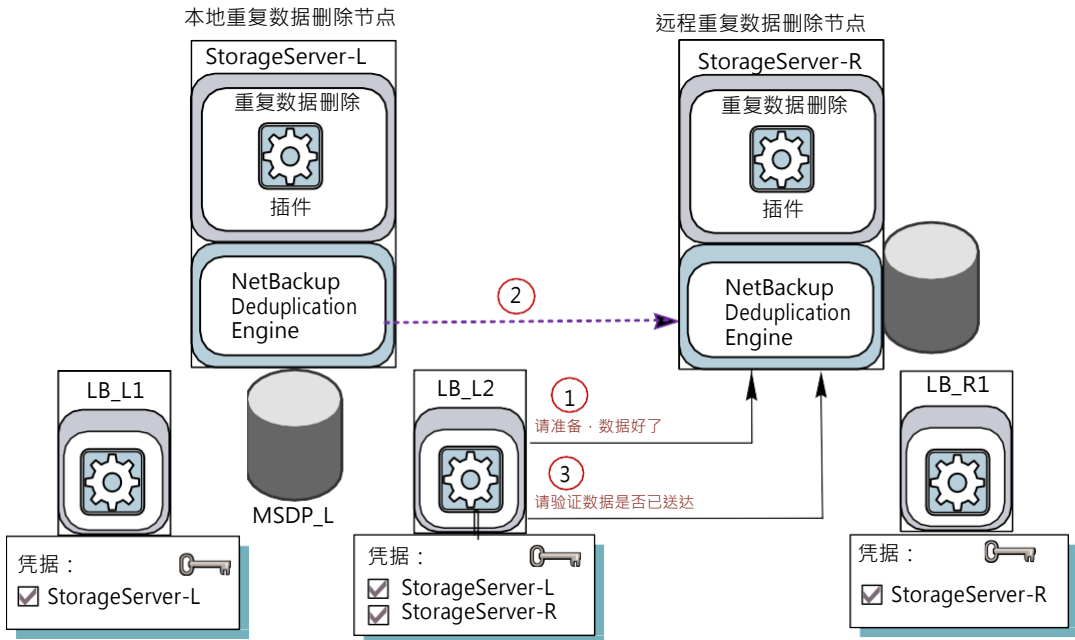 本地重复数据删除节点
StorageServer-L
重复数据删除
插件
NetBackup
Deduplication
Engine
MSDP_L
远程重复数据删除节点
StorageServer-R
重复数据删除
插件
NetBackup
Deduplication
Engine
2
LB_L1
凭据：
StorageServer-L
LB_L2
1
请准备·数据好了
3
请验证数据是否已送达
凭据：
StorageServer-L
StorageServer-R
LB_R1
凭据：
StorageServer-R